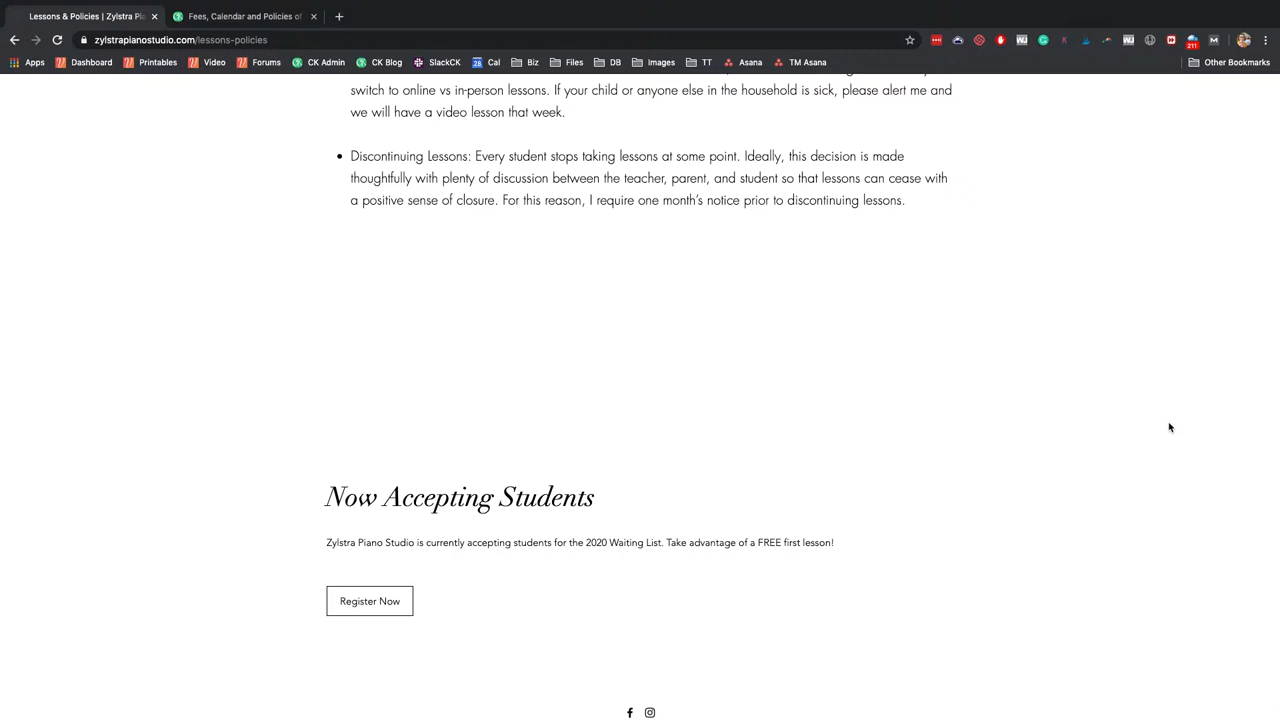 Lessons & Policies | Zylstra Pi
Fees, Calendar and Policies of
zylstrapianostudio.com/lessons-policies
211
Apps Dashboard Printables Video Forums CK Admin CK Blog SlackCK 28 Cal Biz Files DB Images TT Asana TM Asana Other Bookmarks
switch to online vs in-person lessons. If your child or anyone else in the household is sick, please alert me and
we will have a video lesson that week.
• Discontinuing Lessons: Every student stops taking lessons at some point. Ideally, this decision is made
thoughtfully with plenty of discussion between the teacher, parent, and student so that lessons can cease with
a positive sense of closure. For this reason, I require one month's notice prior to discontinuing lessons.
Now Accepting Students
Zylstra Piano Studio is currently accepting students for the 2020 Waiting List. Take advantage of a FREE first lesson!
Register Now